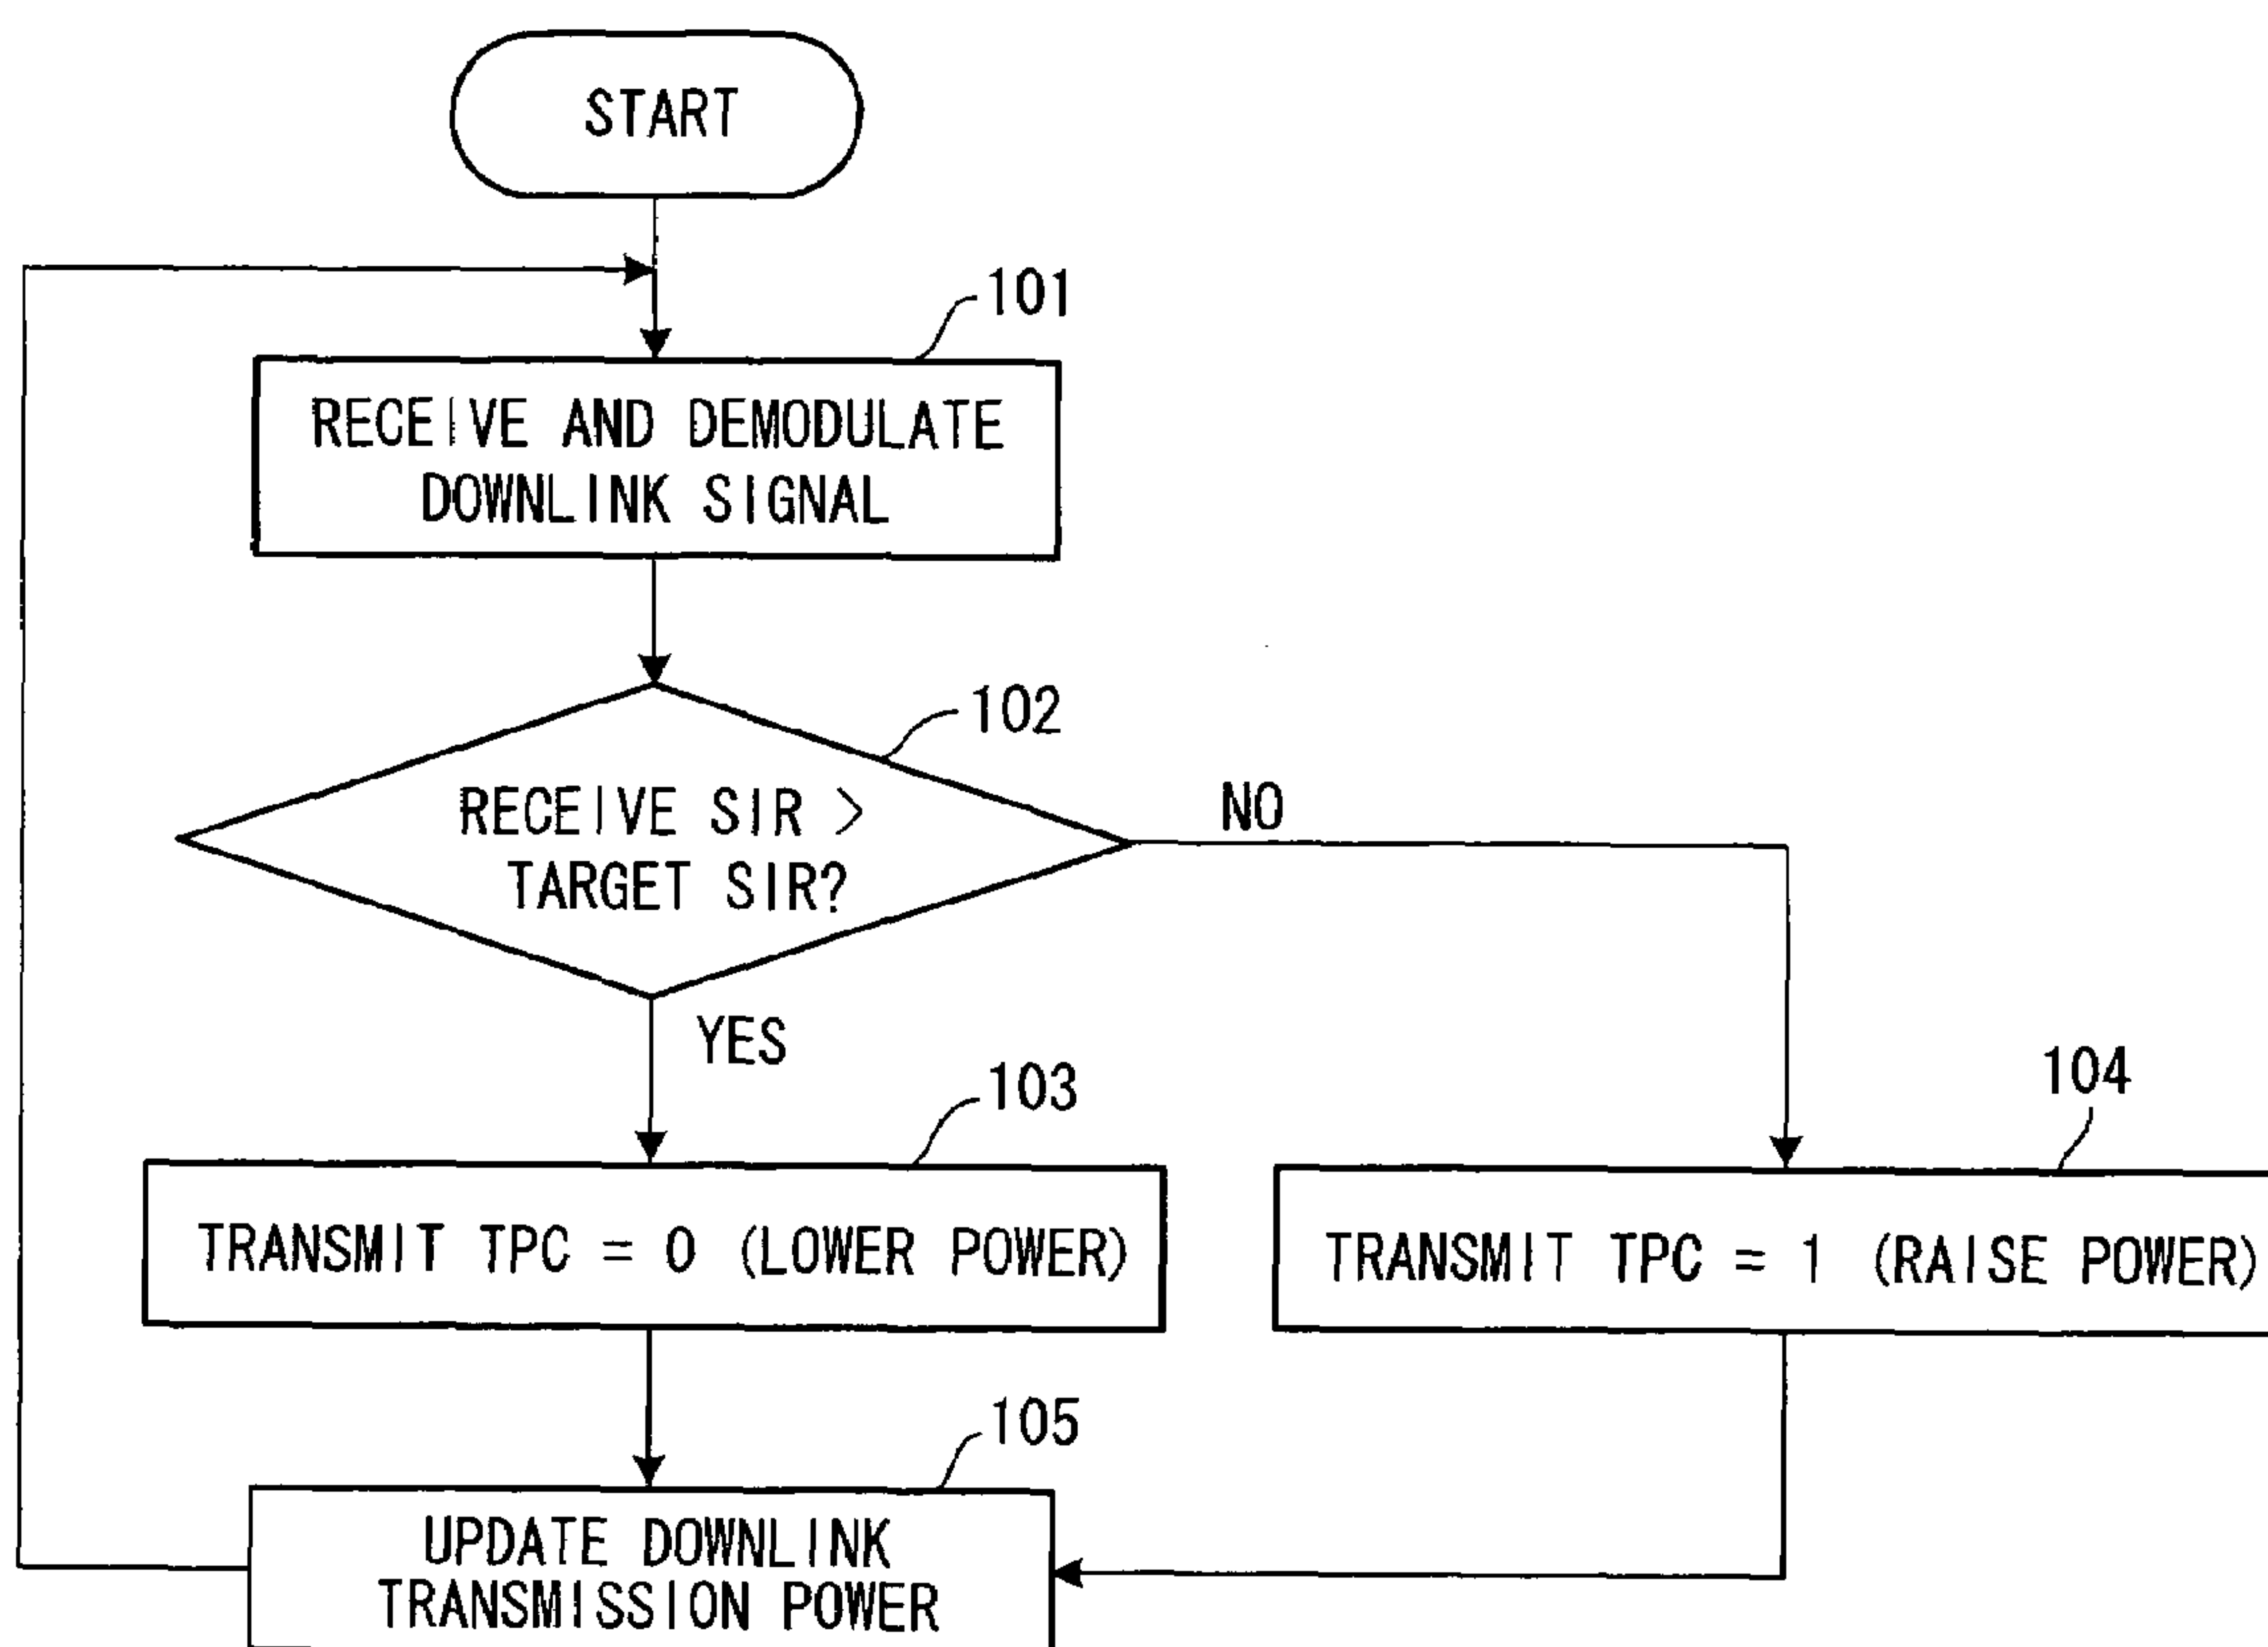 START
101
RECEIVE AND DEMODULATE
DOWNLINK SIGNAL
102
RECEIVE SIR >
TARGET SIR?
NO
YES
103
104
TRANSMIT TPC = 0 (LOWER POWER)
TRANSMIT TPC = 1 (RAISE POWER)
105
UPDATE DOWNLINK
TRANSMISSION POWER